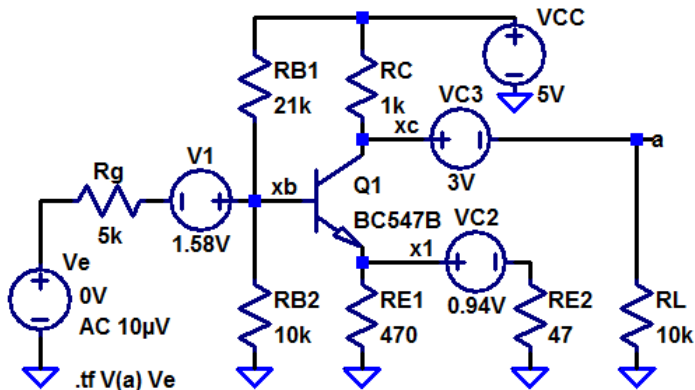 VCC
5V
RB1
21k
RC
1k
xc
VC3
3V
a
Rg
5k
V1
1.58V
xb
Q1
BC547B
x1
VC2
0.94V
Ve
0V
AC 10µV
RB2
10k
RE1
470
RE2
47
RL
10k
.tf V(a) Ve